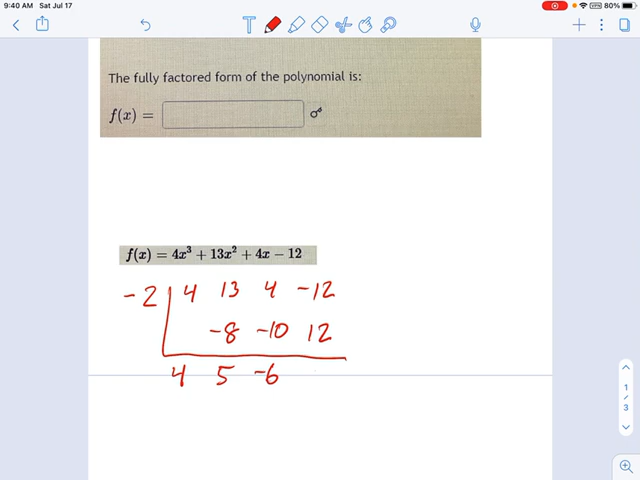 9:40 AM Sat Jul 17
VPN 80%
T
The fully factored form of the polynomial is:
f(x) =
f(x) = 4x³ + 13x² + 4x − 12
-2 4 13 4 -12
-8 -10 12
4 5 -6
1
/
3